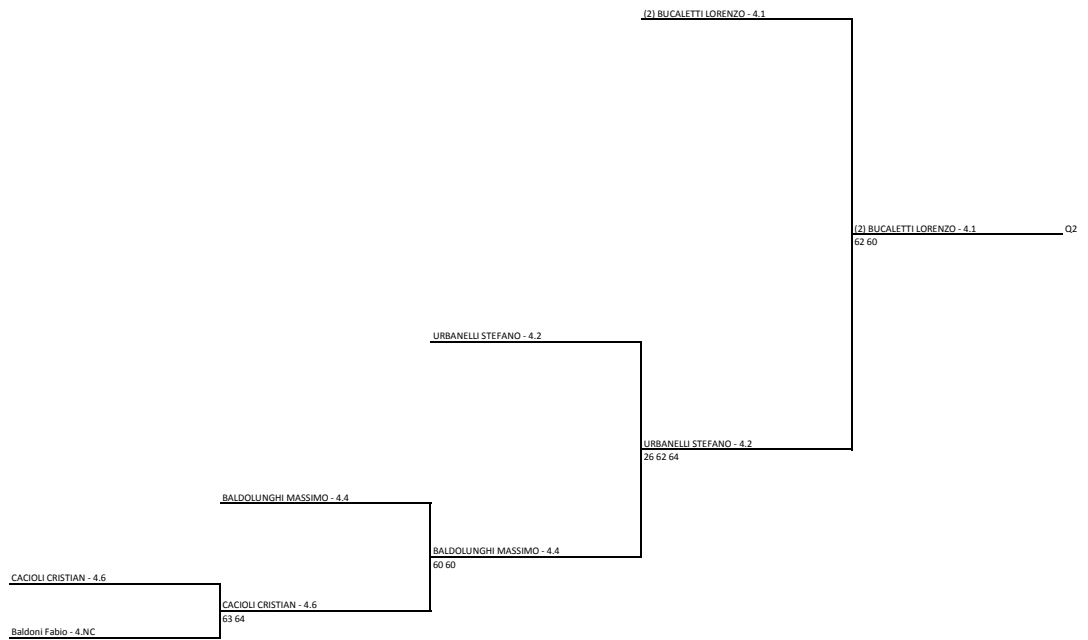 (2) BUCALETTI LORENZO - 4.1
(2) BUCALETTI LORENZO - 4.1
Q2
62 60
URBANELLI STEFANO - 4.2
URBANELLI STEFANO - 4.2
26 62 64
BALDOLUNGHI MASSIMO - 4.4
BALDOLUNGHI MASSIMO - 4.4
60 60
CACIOLI CRISTIAN - 4.6
CACIOLI CRISTIAN - 4.6
63 64
Baldoni Fabio - 4.NC